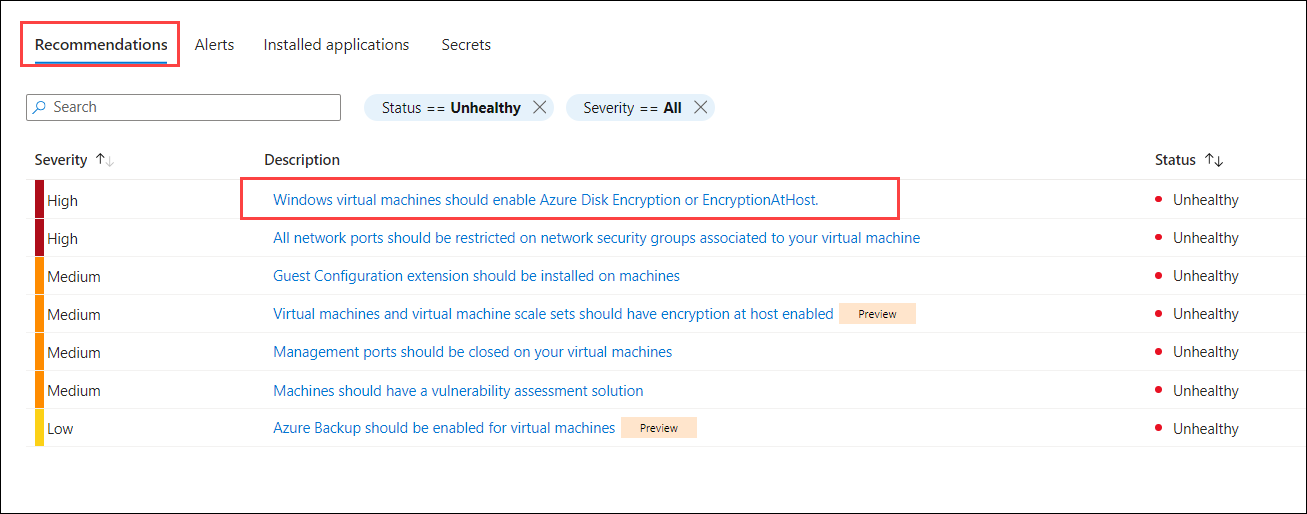 Recommendations Alerts Installed applications Secrets
Search Status == Unhealthy Severity == All
Severity Description Status
High Windows virtual machines should enable Azure Disk Encryption or EncryptionAtHost. Unhealthy
High All network ports should be restricted on network security groups associated to your virtual machine Unhealthy
Medium Guest Configuration extension should be installed on machines Unhealthy
Medium Virtual machines and virtual machine scale sets should have encryption at host enabled Preview Unhealthy
Medium Management ports should be closed on your virtual machines Unhealthy
Medium Machines should have a vulnerability assessment solution Unhealthy
Low Azure Backup should be enabled for virtual machines Preview Unhealthy